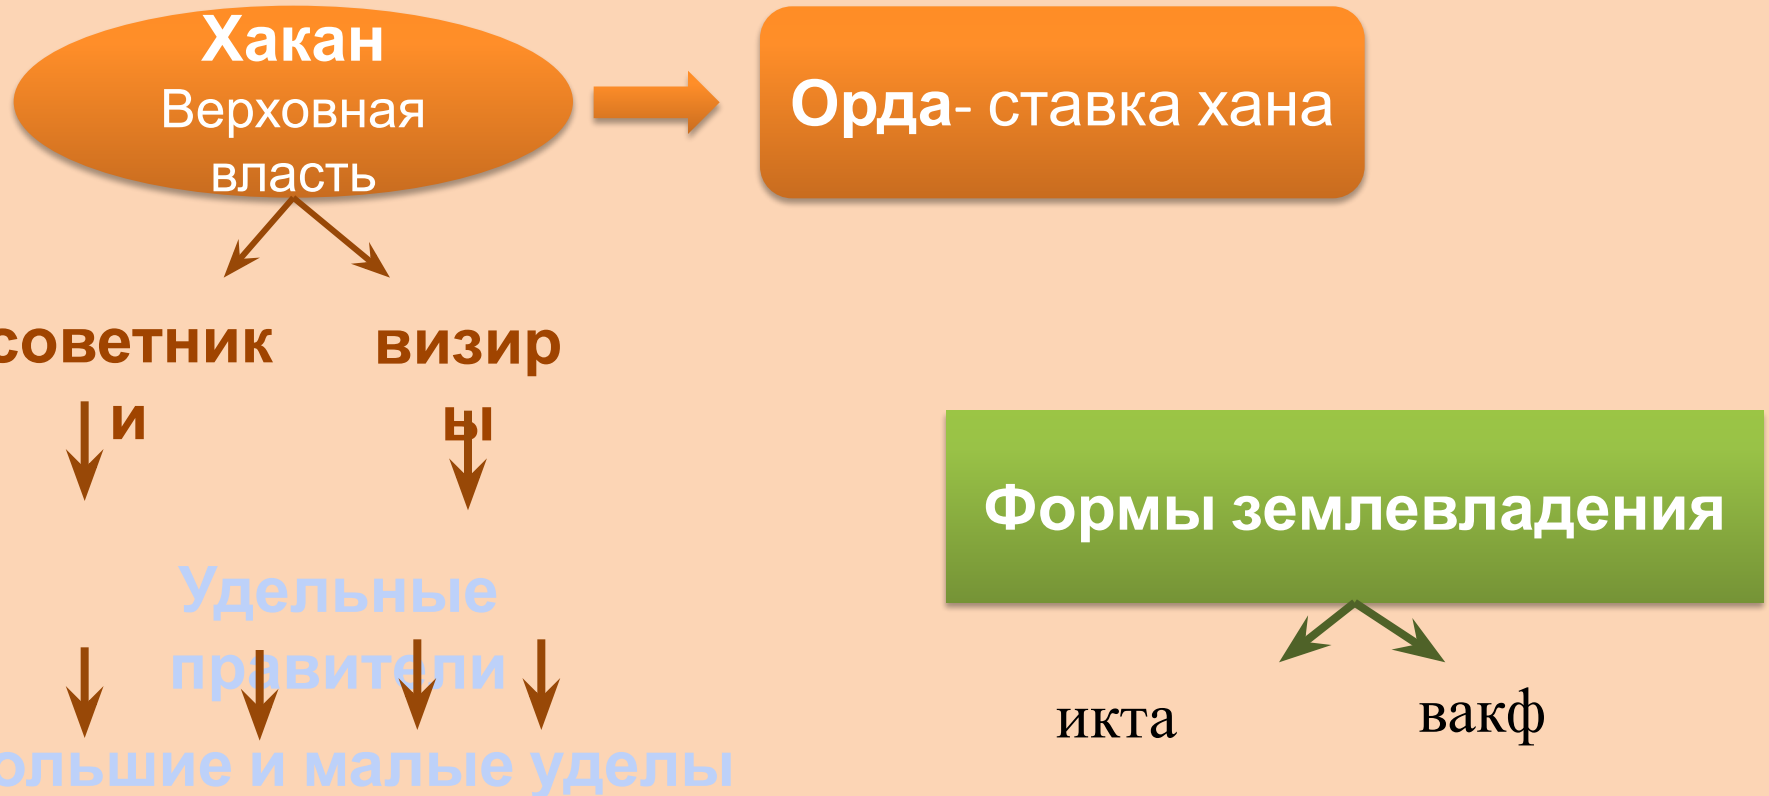 Хакан
Верховная
власть
Орда- ставка хана
советник
и
визир
ы
Формы землевладения
Удельные
правители
икта
вакф
ольшие и малые уделы